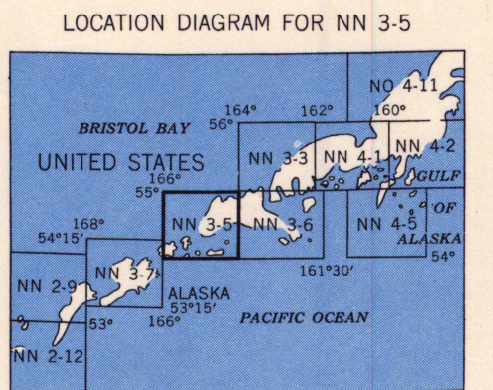 LOCATION DIAGRAM FOR NN 3-5
NO 4-11
164° 162° 160°
56°
BRISTOL BAY
NN 3-3 NN 4-1 NN 4-2
UNITED STATES
GULF
166°
55°
OF
168° NN 3-5 NN 3-6 NN 4-5
54°15'
ALASKA
54°
NN 3-7
161°30'
NN 2-9
ALASKA
53°15'
53° 166°
PACIFIC OCEAN
NN 2-12